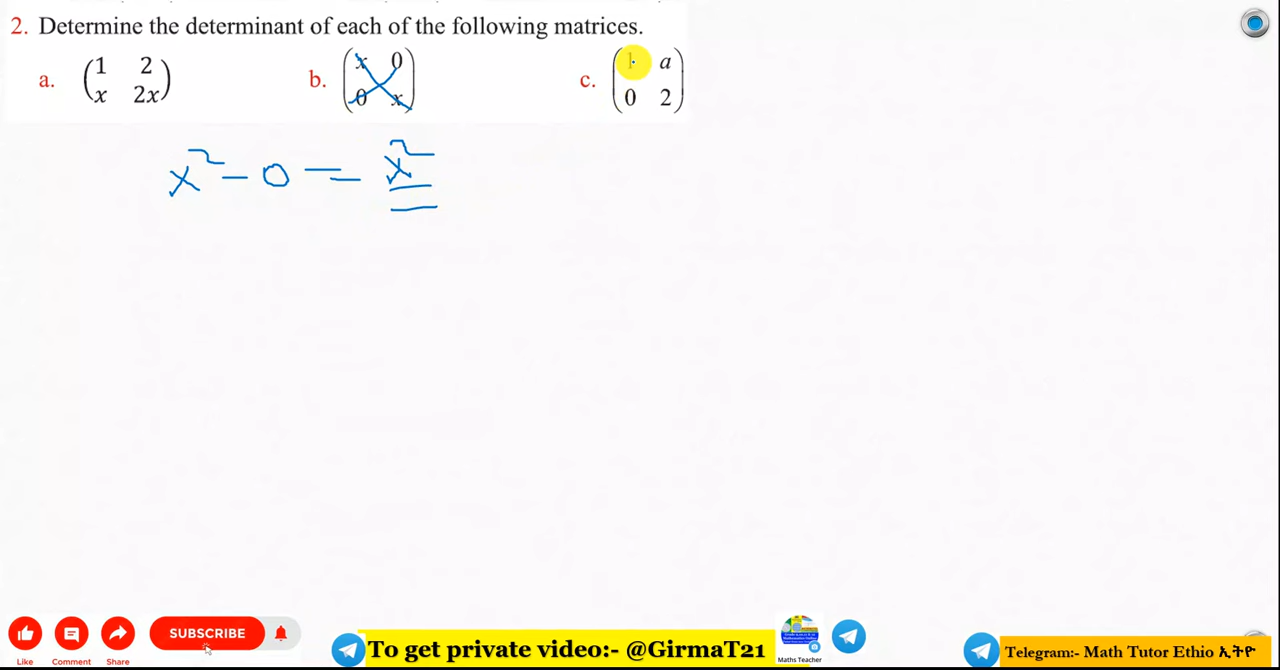 2. Determine the determinant of each of the following matrices.
a. (1 2
x 2x)
b. (x 0
0 x)
c. (1 a
0 2)
x² - 0 = x²
SUBSCRIBE
Like Comment Share
To get private video:- @GirmaT21
Maths Teacher
Telegram:- Math Tutor Ethio ኢትዮ